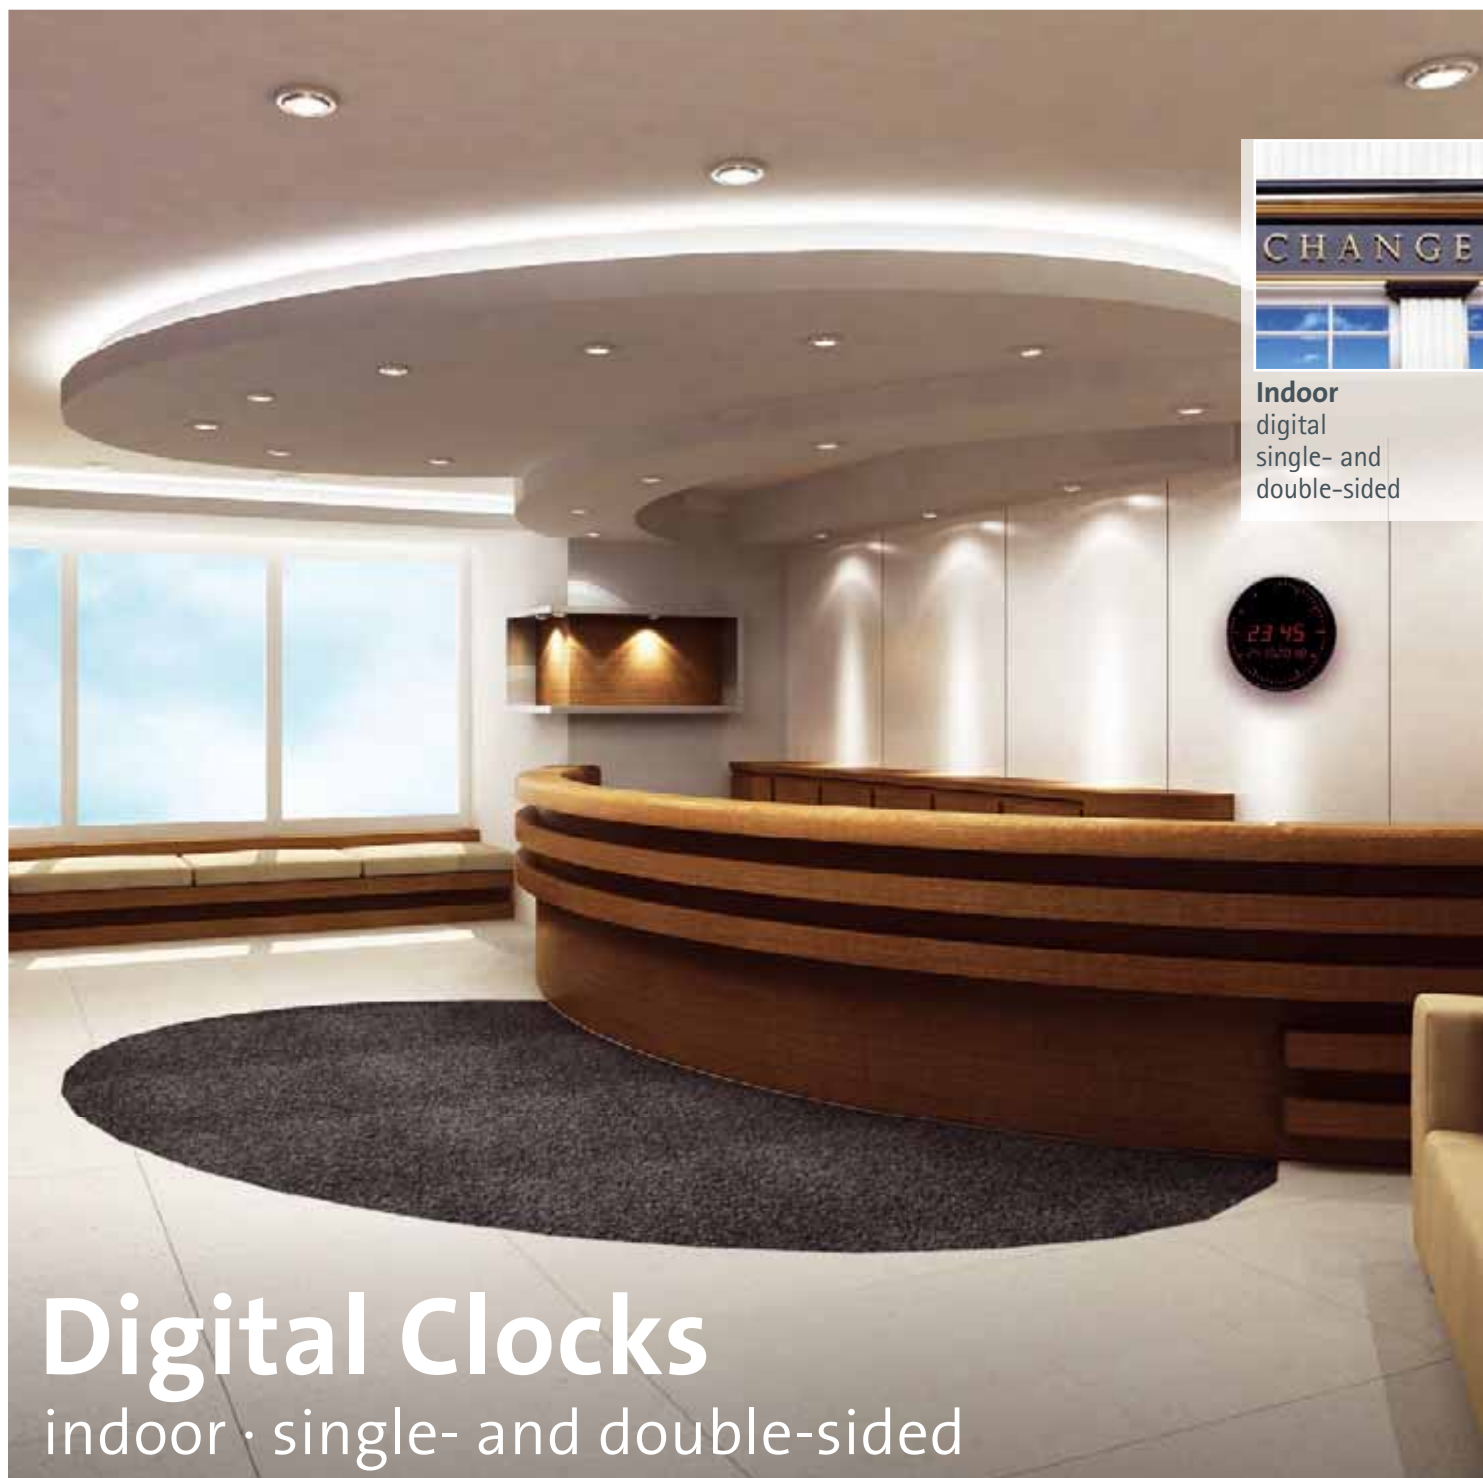 CHANGE
Indoor
digital
single- and
double-sided
23 45
Digital Clocks
indoor · single- and double-sided